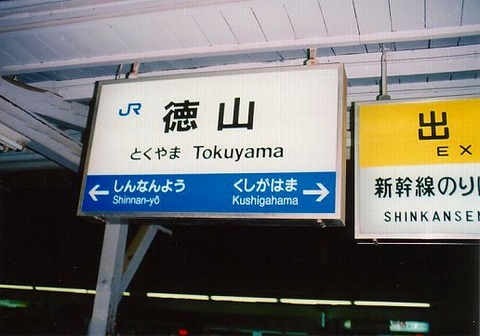 JR 徳山
とくやま Tokuyama
← しんなんよう くしがはま →
Shinnan-yō Kushigahama
出
EX
新幹線のり
SHINKANSEN